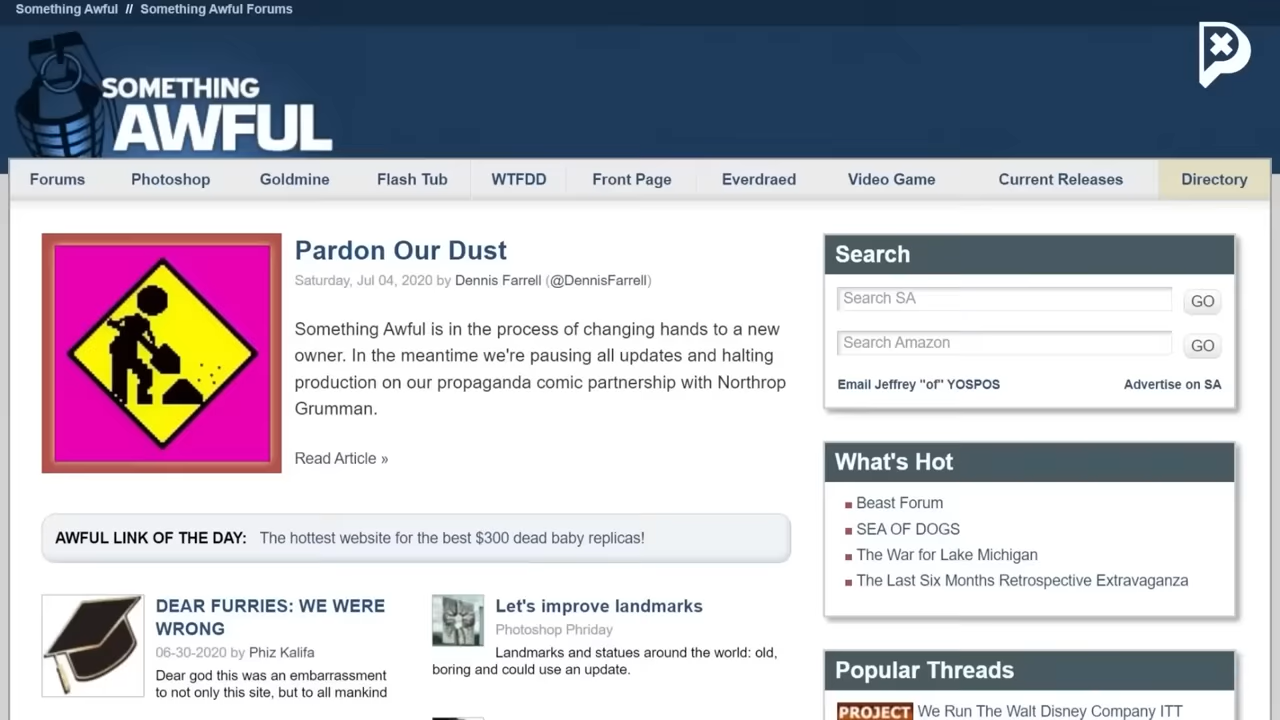 Something Awful // Something Awful Forums
SOMETHING
AWFUL
Forums Photoshop Goldmine Flash Tub WTFDD Front Page Everdraed Video Game Current Releases Directory
Pardon Our Dust
Saturday, Jul 04, 2020 by Dennis Farrell (@DennisFarrell)
Something Awful is in the process of changing hands to a new
owner. In the meantime we're pausing all updates and halting
production on our propaganda comic partnership with Northrop
Grumman.
Read Article »
AWFUL LINK OF THE DAY: The hottest website for the best $300 dead baby replicas!
DEAR FURRIES: WE WERE
WRONG
06-30-2020 by Phiz Kalifa
Dear god this was an embarrassment
to not only this site, but to all mankind
Let's improve landmarks
Photoshop Phriday
Landmarks and statues around the world: old,
boring and could use an update.
Search
Search SA GO
Search Amazon GO
Email Jeffrey "of" YOSPOS Advertise on SA
What's Hot
Beast Forum
SEA OF DOGS
The War for Lake Michigan
The Last Six Months Retrospective Extravaganza
Popular Threads
PROJECT We Run The Walt Disney Company ITT